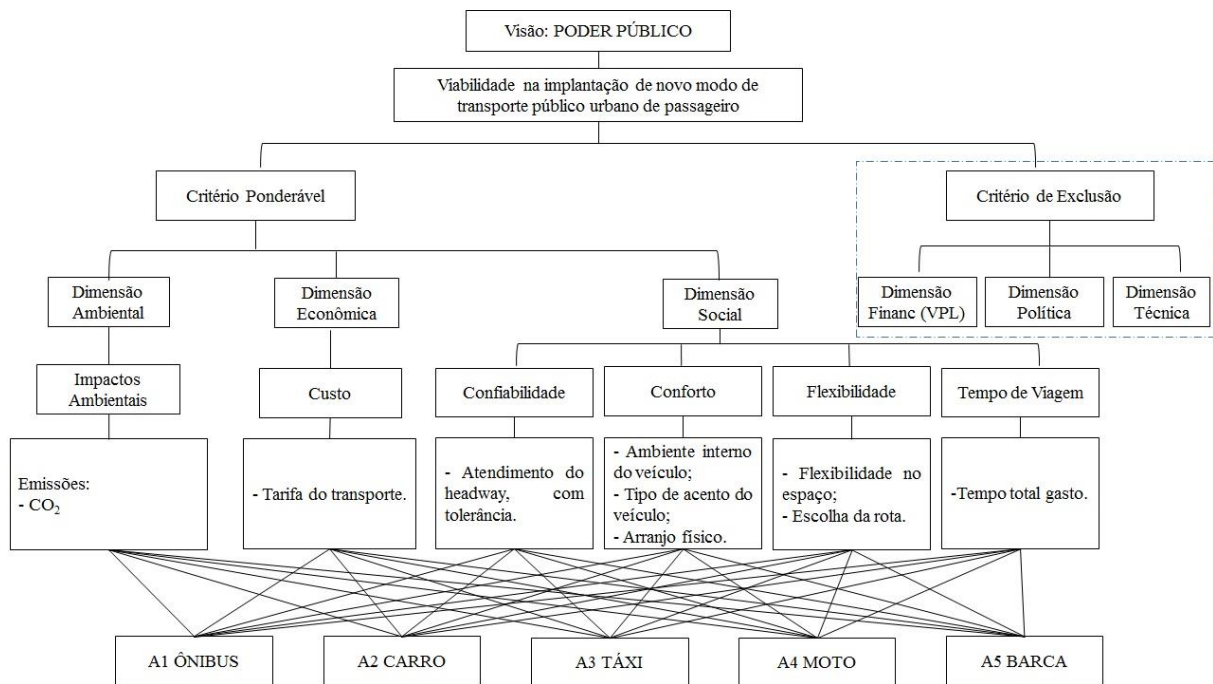 Visão: PODER PÚBLICO
Viabilidade na implantação de novo modo de
transporte público urbano de passageiro
Critério Ponderável
Critério de Exclusão
Dimensão
Ambiental
Dimensão
Econômica
Dimensão
Social
Dimensão
Financ (VPL)
Dimensão
Política
Dimensão
Técnica
Impactos
Ambientais
Custo
Confiabilidade
Conforto
Flexibilidade
Tempo de Viagem
Emissões:
- CO₂
- Tarifa do transporte.
- Atendimento do
headway, com
tolerância.
- Ambiente interno
do veículo;
- Tipo de acento do
veículo;
- Arranjo físico.
- Flexibilidade no
espaço;
- Escolha da rota.
-Tempo total gasto.
A1 ÔNIBUS
A2 CARRO
A3 TÁXI
A4 MOTO
A5 BARCA